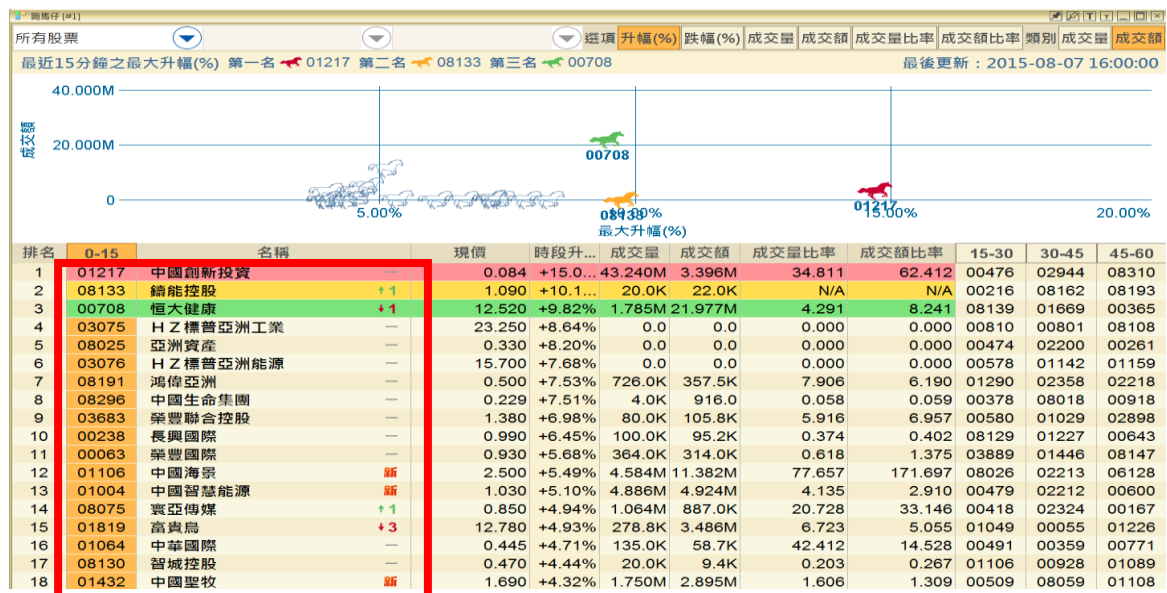 跑馬仔 [#1]
所有股票 選項 升幅(%) 跌幅(%) 成交量 成交額 成交量比率 成交額比率 類別 成交量 成交額
最近15分鐘之最大升幅(%) 第一名 01217 第二名 08133 第三名 00708 最後更新：2015-08-07 16:00:00
40.000M
成交額
20.000M
00708
0
01217
08133
5.00% 10.00% 15.00% 20.00%
最大升幅(%)
排名 0-15 名稱 現價 時段升... 成交量 成交額 成交量比率 成交額比率 15-30 30-45 45-60
1 01217 中國創新投資 — 0.084 +15.0... 43.240M 3.396M 34.811 62.412 00476 02944 08310
2 08133 鑄能控股 ↑1 1.090 +10.1... 20.0K 22.0K N/A N/A 00216 08162 08193
3 00708 恒大健康 ↓1 12.520 +9.82% 1.785M 21.977M 4.291 8.241 08139 01669 00365
4 03075 ＨＺ標普亞洲工業 — 23.250 +8.64% 0.0 0.0 0.000 0.000 00810 00801 08108
5 08025 亞洲資產 — 0.330 +8.20% 0.0 0.0 0.000 0.000 00474 02200 00261
6 03076 ＨＺ標普亞洲能源 — 15.700 +7.68% 0.0 0.0 0.000 0.000 00578 01142 01159
7 08191 鴻偉亞洲 — 0.500 +7.53% 726.0K 357.5K 7.906 6.190 01290 02358 02218
8 08296 中國生命集團 — 0.229 +7.51% 4.0K 916.0 0.058 0.059 00378 08018 00918
9 03683 榮豐聯合控股 — 1.380 +6.98% 80.0K 105.8K 5.916 6.957 00580 01029 02898
10 00238 長興國際 — 0.990 +6.45% 100.0K 95.2K 0.374 0.402 08129 01227 00643
11 00063 榮豐國際 — 0.930 +5.68% 364.0K 314.0K 0.618 1.375 03889 01446 08147
12 01106 中國海景 新 2.500 +5.49% 4.584M 11.382M 77.657 171.697 08026 02213 06128
13 01004 中國智慧能源 新 1.030 +5.10% 4.886M 4.924M 4.135 2.910 00479 02212 00600
14 08075 寰亞傳媒 ↑1 0.850 +4.94% 1.064M 887.0K 20.728 33.146 00418 02324 00167
15 01819 富貴鳥 ↓3 12.780 +4.93% 278.8K 3.486M 6.723 5.055 01049 00055 01226
16 01064 中華國際 — 0.445 +4.71% 135.0K 58.7K 42.412 14.528 00491 00359 00771
17 08130 智城控股 — 0.470 +4.44% 20.0K 9.4K 0.203 0.267 01106 00928 01089
18 01432 中國聖牧 新 1.690 +4.32% 1.750M 2.895M 1.606 1.309 00509 08059 01108